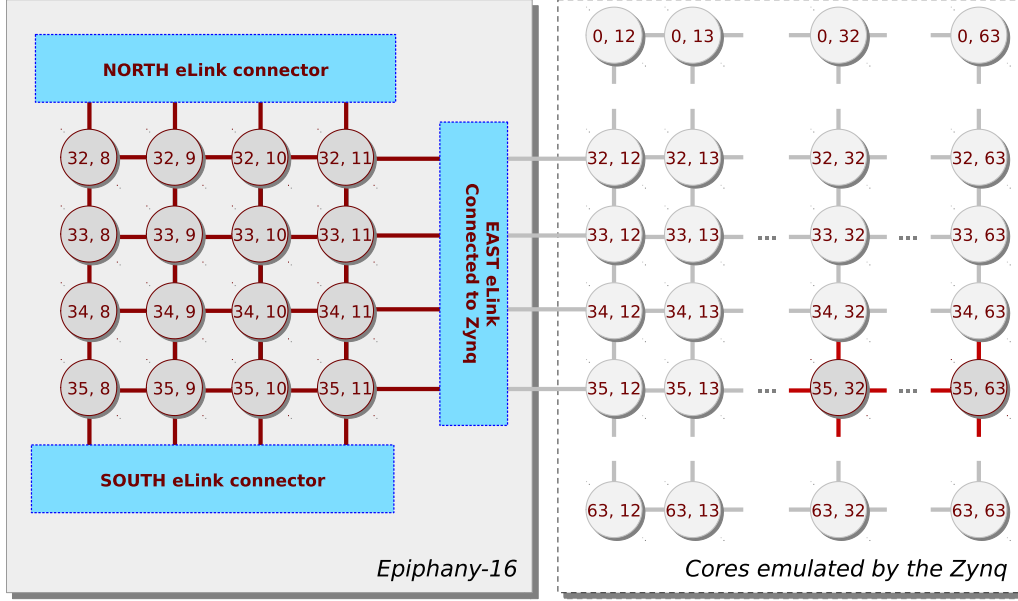 0, 12 0, 13 0, 32 0, 63
NORTH eLink connector
32, 8 32, 9 32, 10 32, 11 32, 12 32, 13 32, 32 32, 63
EAST eLink
Connected to Zynq
33, 8 33, 9 33, 10 33, 11 33, 12 33, 13 ... 33, 32 ... 33, 63
34, 8 34, 9 34, 10 34, 11 34, 12 34, 13 34, 32 34, 63
35, 8 35, 9 35, 10 35, 11 35, 12 35, 13 ... 35, 32 ... 35, 63
SOUTH eLink connector
63, 12 63, 13 63, 32 63, 63
Epiphany-16
Cores emulated by the Zynq